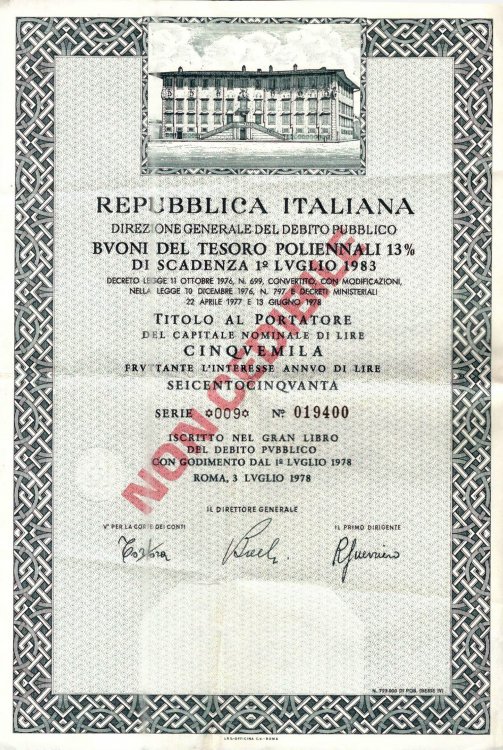 REPUBBLICA ITALIANA
DIREZIONE GENERALE DEL DEBITO PUBBLICO
BVONI DEL TESORO POLIENNALI 13%
DI SCADENZA 1º LVGLIO 1983
DECRETO LEGGE 11 OTTOBRE 1976, N. 699, CONVERTITO, CON MODIFICAZIONI,
NELLA LEGGE 10 DICEMBRE 1976, N. 797 E DECRETI MINISTERIALI
22 APRILE 1977 E 13 GIUGNO 1978
TITOLO AL PORTATORE
DEL CAPITALE NOMINALE DI LIRE
CINQVEMILA
FRVTTANTE L'INTERESSE ANNVO DI LIRE
SEICENTOCINQVANTA
SERIE ✩009✩ Nº 019400
ISCRITTO NEL GRAN LIBRO
DEL DEBITO PVBBLICO
CON GODIMENTO DAL 1º LVGLIO 1978
ROMA, 3 LVGLIO 1978
NON CEDIBILE
IL DIRETTORE GENERALE
Vº PER LA CORTE DEI CONTI
IL PRIMO DIRIGENTE
R Guerriero